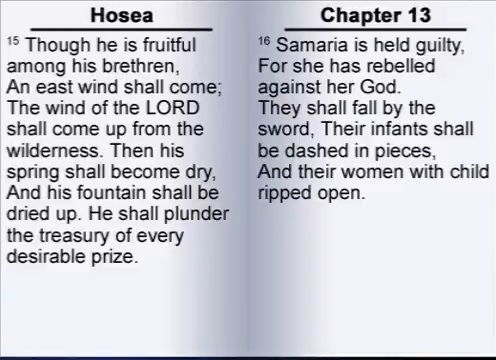 Hosea
15 Though he is fruitful
among his brethren,
An east wind shall come;
The wind of the LORD
shall come up from the
wilderness. Then his
spring shall become dry,
And his fountain shall be
dried up. He shall plunder
the treasury of every
desirable prize.
Chapter 13
16 Samaria is held guilty,
For she has rebelled
against her God.
They shall fall by the
sword, Their infants shall
be dashed in pieces,
And their women with child
ripped open.